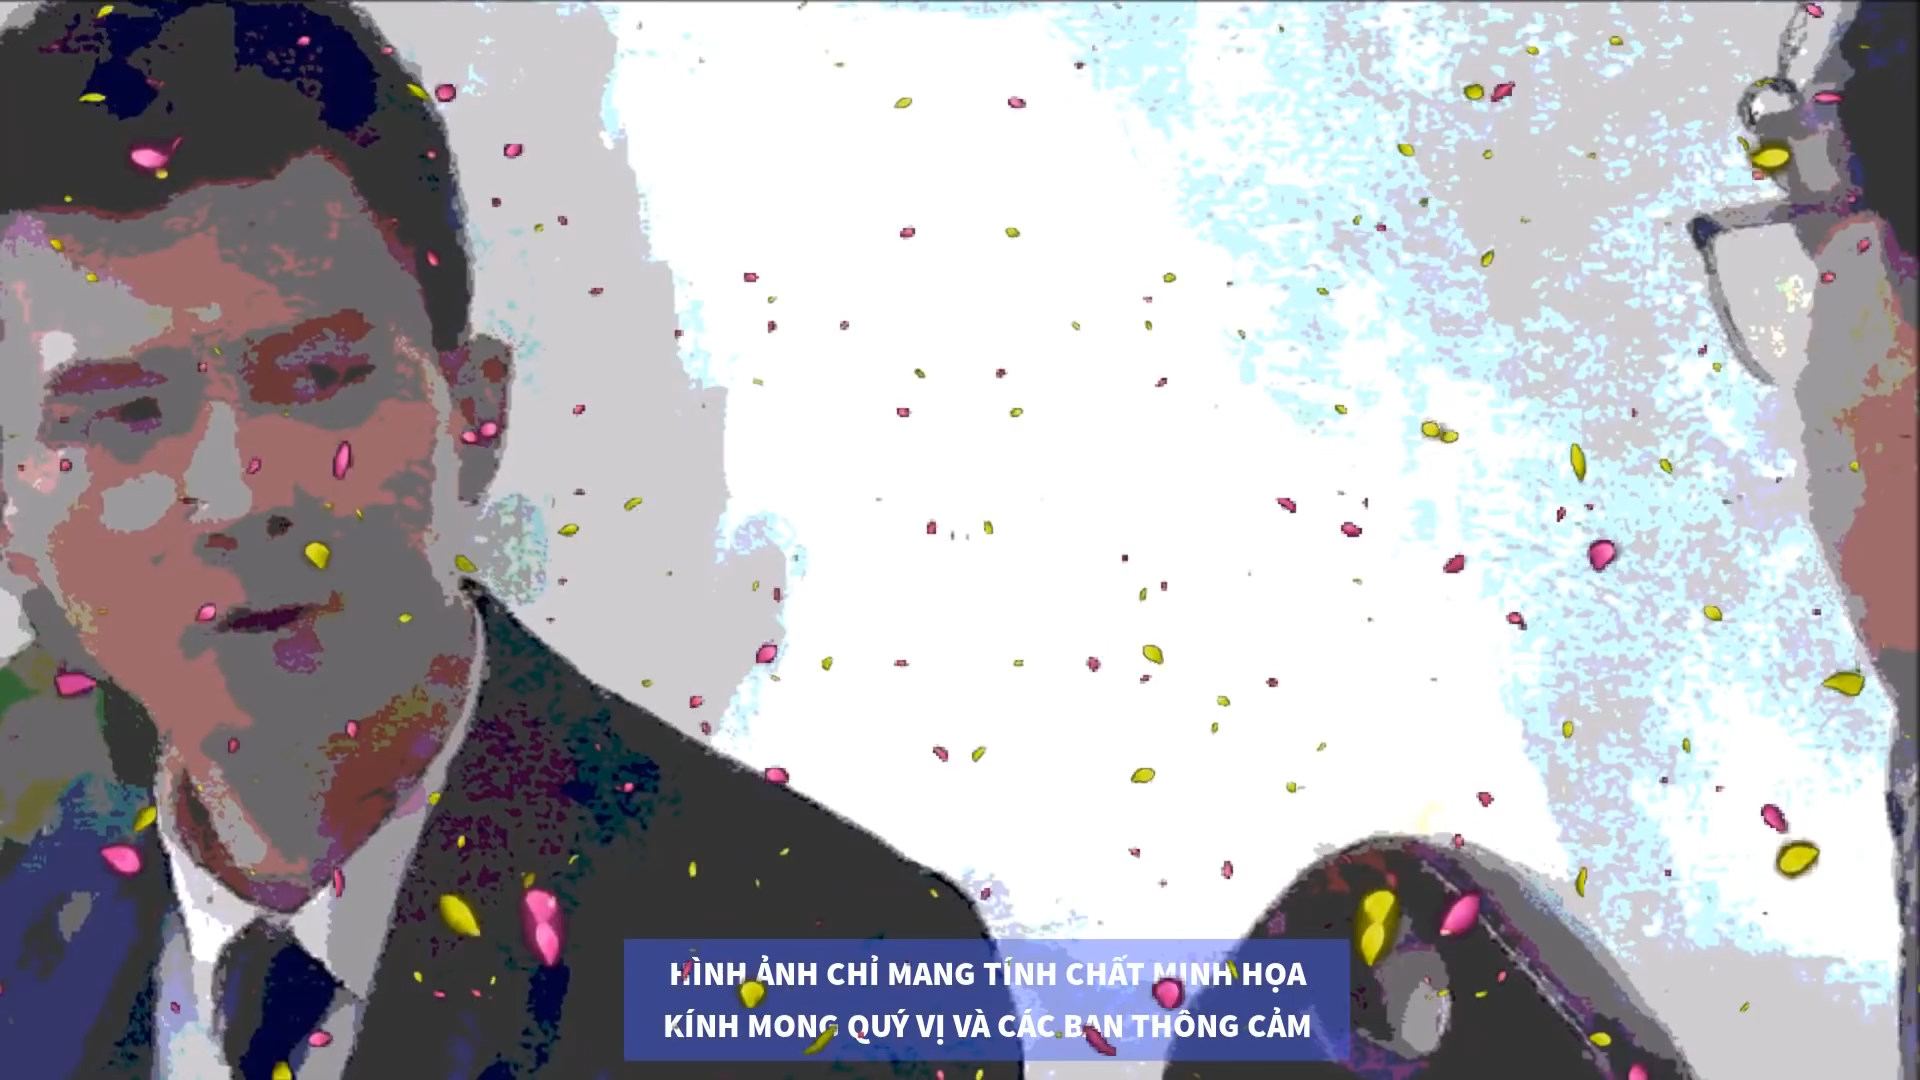 HÌNH ẢNH CHỈ MANG TÍNH CHẤT MINH HỌA
KÍNH MONG QUÝ VỊ VÀ CÁC BẠN THÔNG CẢM